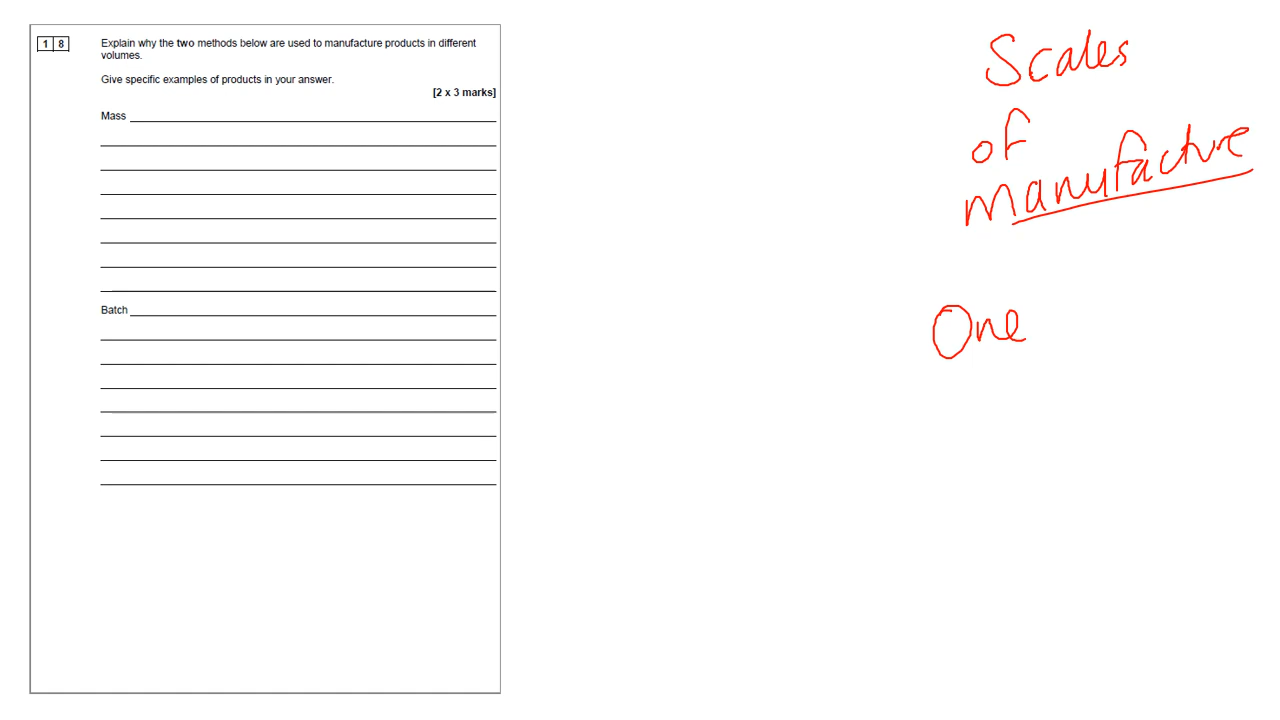 1 8
Explain why the two methods below are used to manufacture products in different
volumes.
Give specific examples of products in your answer.
[2 x 3 marks]
Mass
Batch
Scales
of
manufacture
One